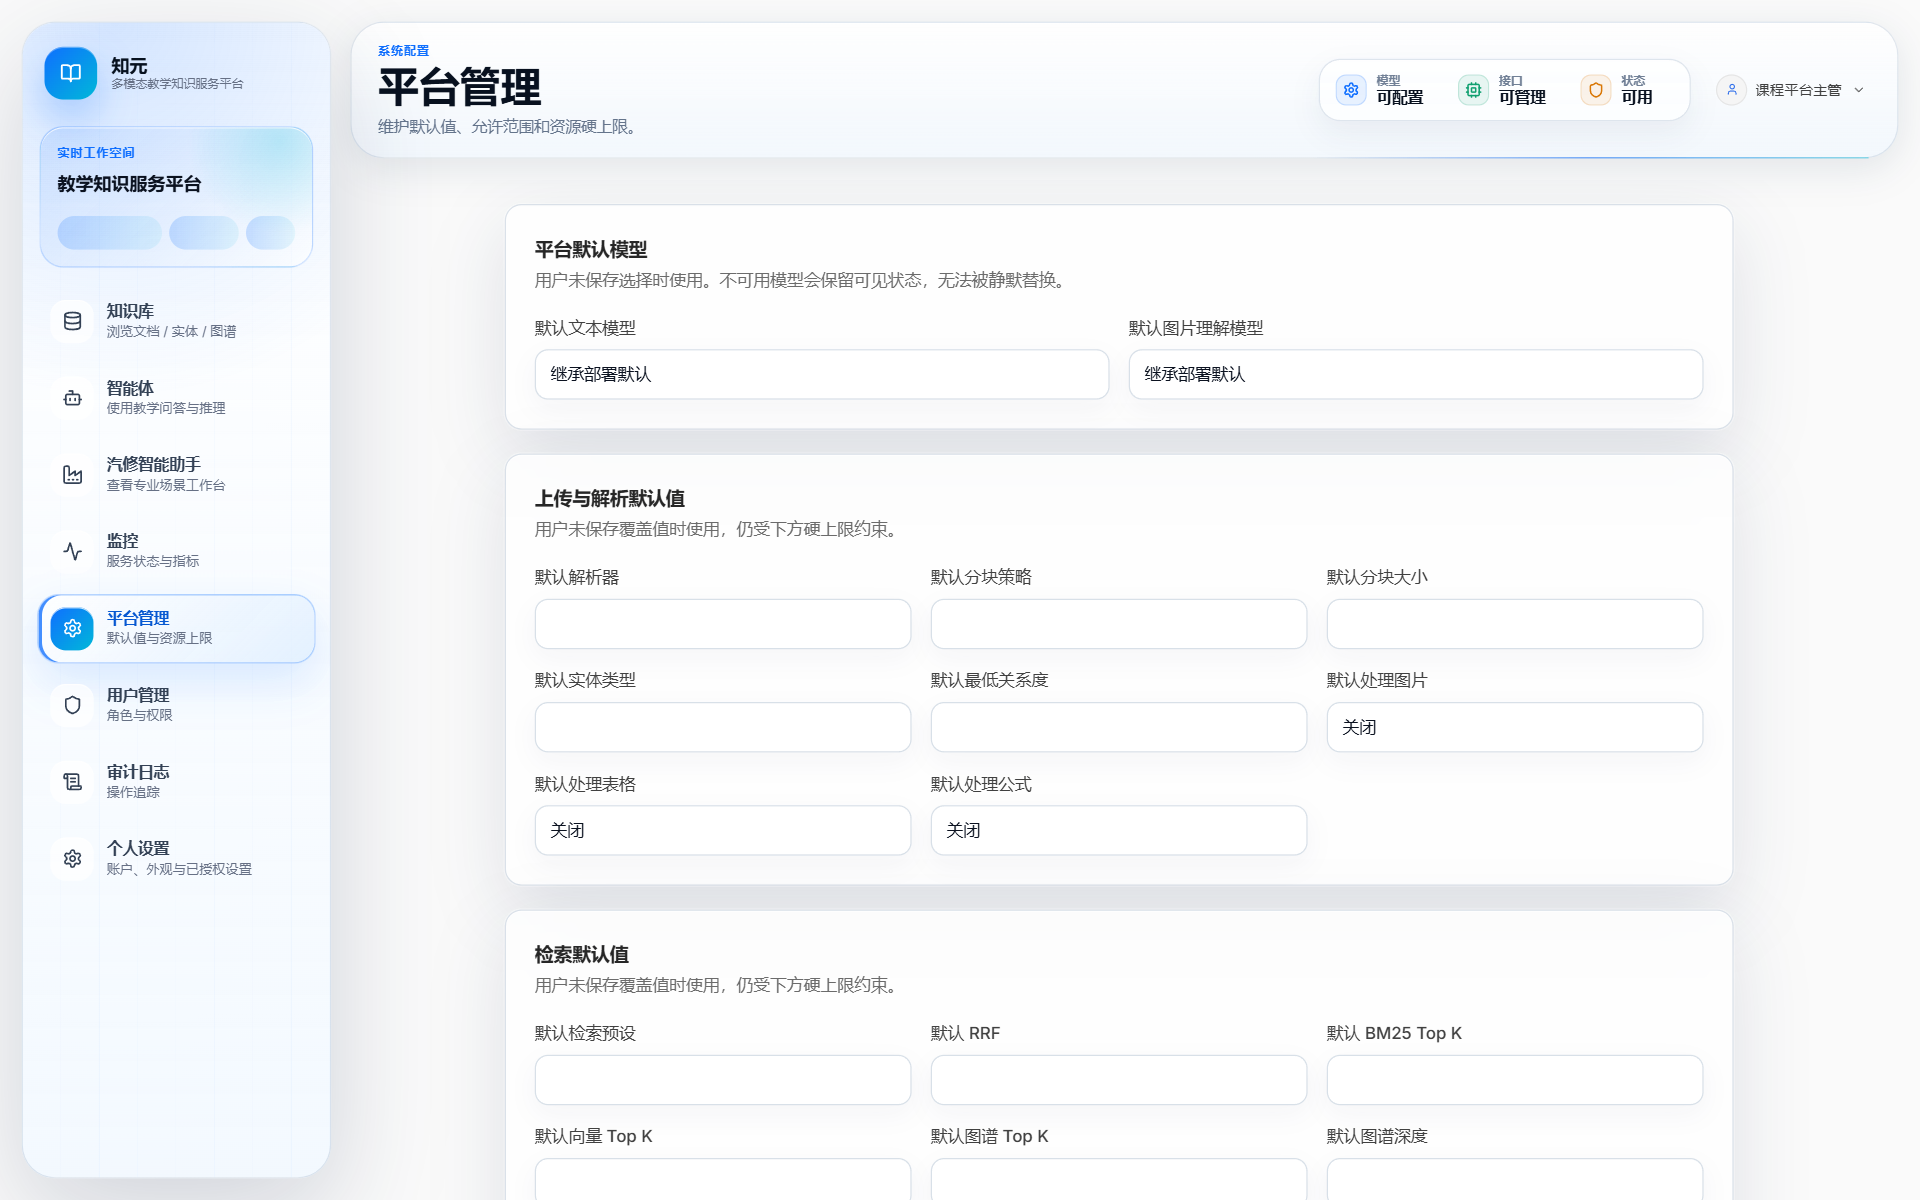 知元
多模态教学知识服务平台
实时工作空间
教学知识服务平台
知识库
浏览文档 / 实体 / 图谱
智能体
使用教学问答与推理
汽修智能助手
查看专业场景工作台
监控
服务状态与指标
平台管理
默认值与资源上限
用户管理
角色与权限
审计日志
操作追踪
个人设置
账户、外观与已授权设置
系统配置
平台管理
维护默认值、允许范围和资源硬上限。
模型
可配置
接口
可管理
状态
可用
课程平台主管
平台默认模型
用户未保存选择时使用。不可用模型会保留可见状态，无法被静默替换。
默认文本模型
默认图片理解模型
继承部署默认
继承部署默认
上传与解析默认值
用户未保存覆盖值时使用，仍受下方硬上限约束。
默认解析器
默认分块策略
默认分块大小
默认实体类型
默认最低关系度
默认处理图片
关闭
默认处理表格
默认处理公式
关闭
关闭
检索默认值
用户未保存覆盖值时使用，仍受下方硬上限约束。
默认检索预设
默认 RRF
默认 BM25 Top K
默认向量 Top K
默认图谱 Top K
默认图谱深度